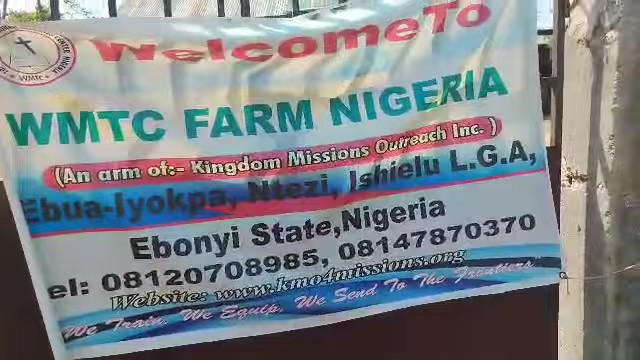 WelcomeTo
WMTC
WMTC FARM NIGERIA
(An arm of:- Kingdom Missions Outreach Inc. )
Ebua-Iyokpa, Ntezi, Ishielu L.G.A,
Ebonyi State,Nigeria
el: 08120708985, 08147870370
Website: www.kmo4missions.org
We Train, We Equip, We Send To The Frontiers